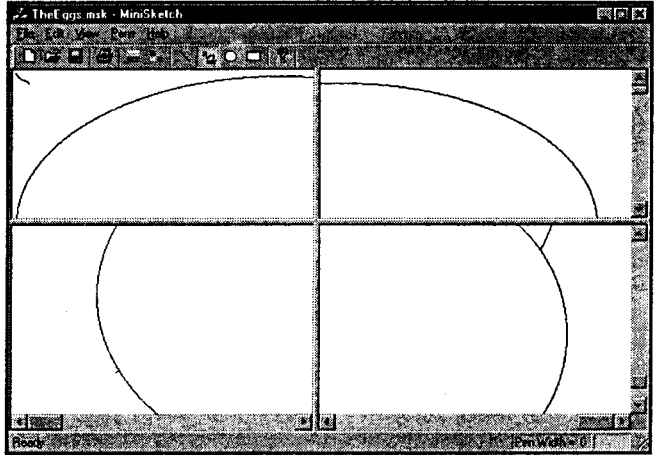 TheEggs.msk - MiniSketch
File Edit View Pen Help
Ready
Pen Width = 0